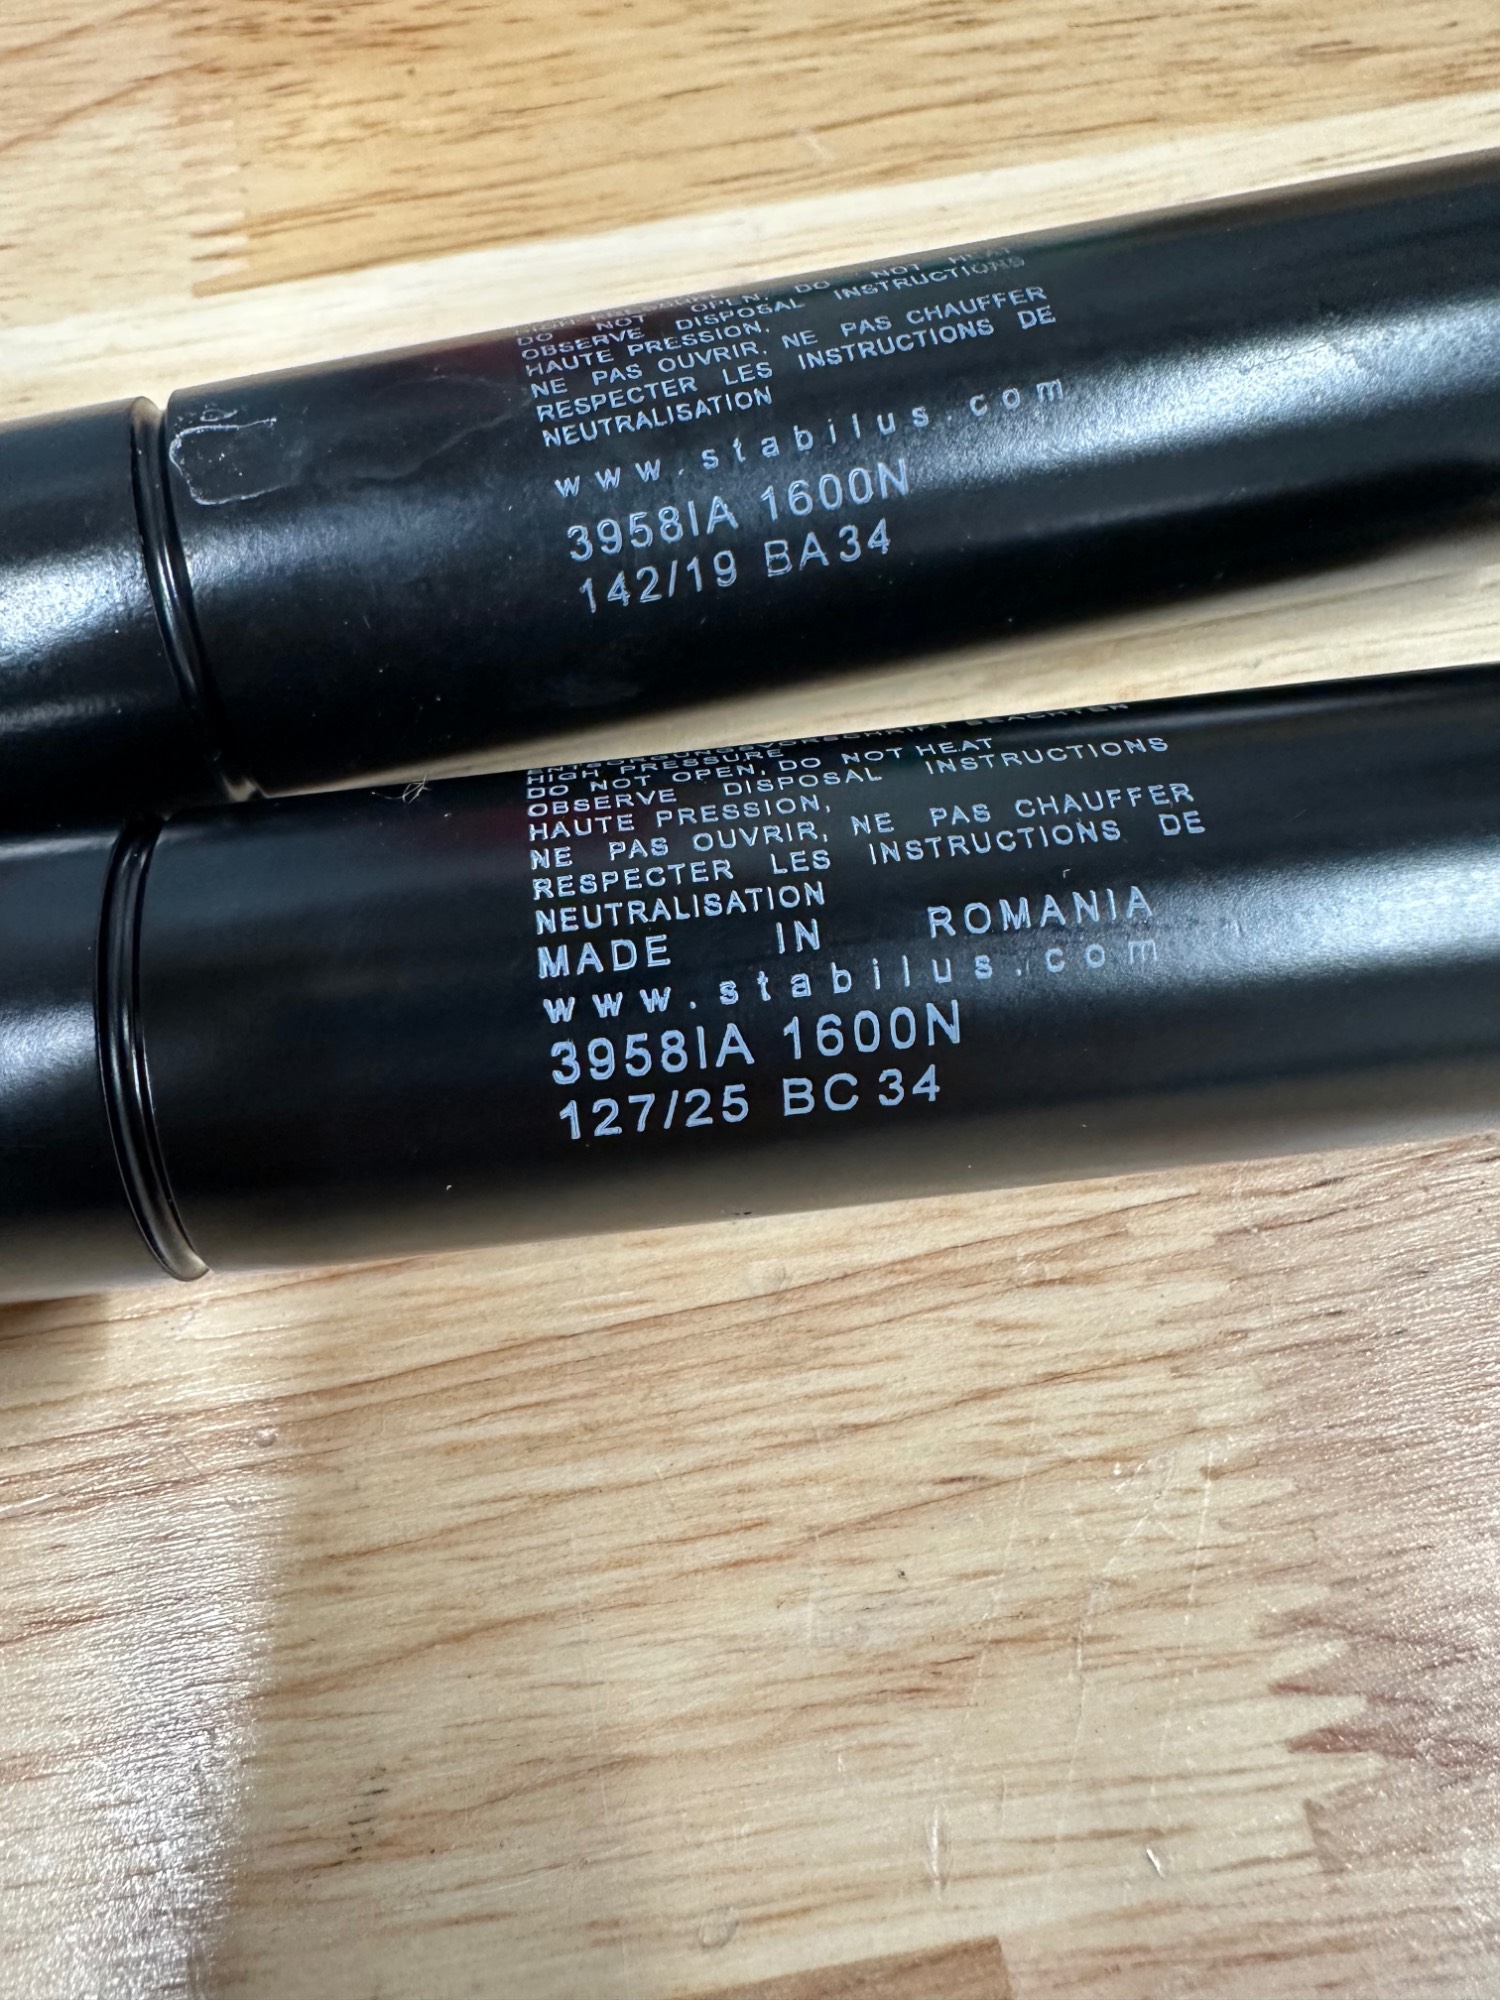 DO NOT OPEN, DO NOT HEAT
OBSERVE DISPOSAL INSTRUCTIONS
HAUTE PRESSION,
NE PAS OUVRIR, NE PAS CHAUFFER
RESPECTER LES INSTRUCTIONS DE
NEUTRALISATION
www.stabilus.com
3958IA 1600N
142/19 BA34
ENTSORGUNGSVORSCHRIFT BEACHTEN
HIGH PRESSURE
DO NOT OPEN, DO NOT HEAT
OBSERVE DISPOSAL INSTRUCTIONS
HAUTE PRESSION,
NE PAS OUVRIR, NE PAS CHAUFFER
RESPECTER LES INSTRUCTIONS DE
NEUTRALISATION
MADE IN ROMANIA
www.stabilus.com
3958IA 1600N
127/25 BC 34